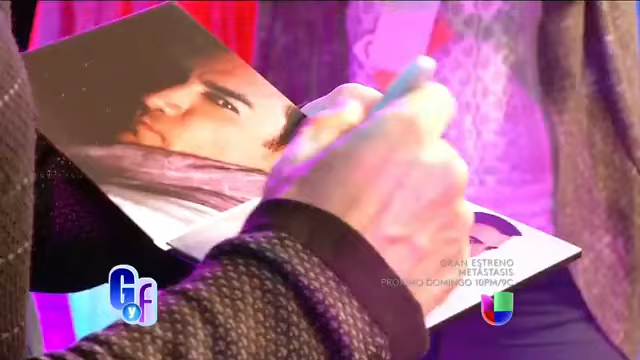 GRAN ESTRENO
METÁSTASIS
PRÓXIMO DOMINGO 10PM/9C
G y f